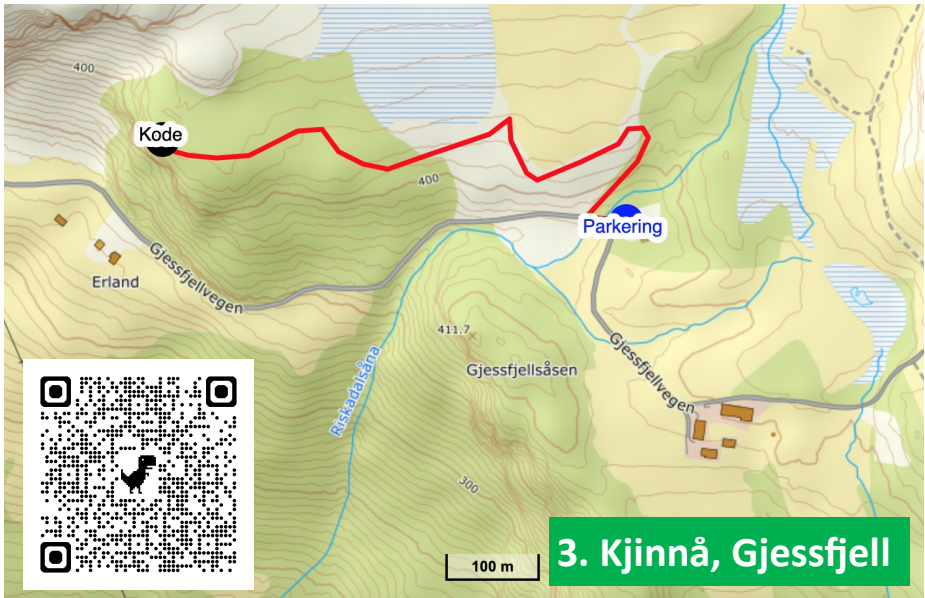 400
Kode
400
Parkering
Gjessfjellvegen
Erland
411.7
Gjessfjellsåsen
Gjessfjellvegen
Riskadalsåna
300
100 m
3. Kjinnå, Gjessfjell